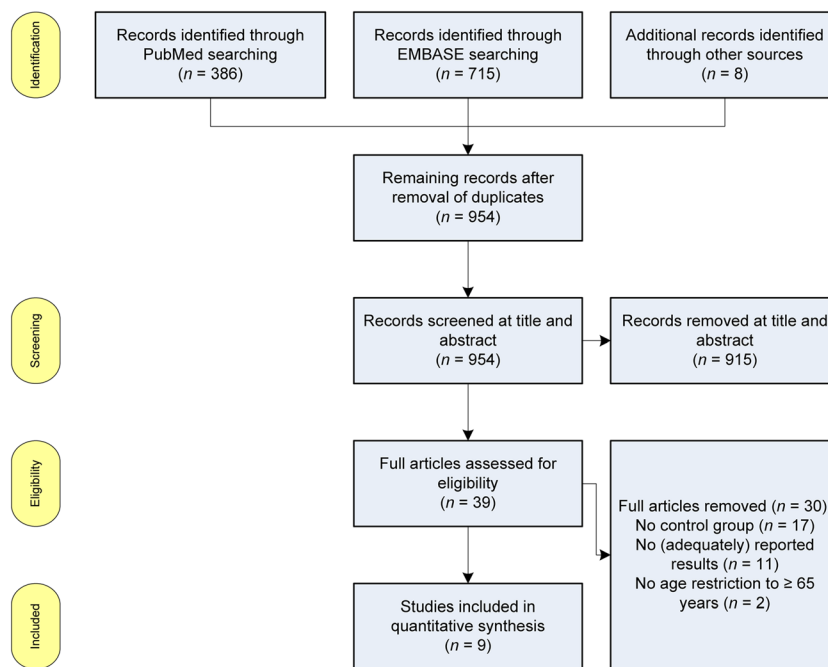 Identification
Records identified through
PubMed searching
(n = 386)
Records identified through
EMBASE searching
(n = 715)
Additional records identified
through other sources
(n = 8)
Remaining records after
removal of duplicates
(n = 954)
Screening
Records screened at title and
abstract
(n = 954)
Records removed at title and
abstract
(n = 915)
Eligibility
Full articles assessed for
eligibility
(n = 39)
Full articles removed (n = 30)
No control group (n = 17)
No (adequately) reported
results (n = 11)
No age restriction to ≥ 65
years (n = 2)
Included
Studies included in
quantitative synthesis
(n = 9)